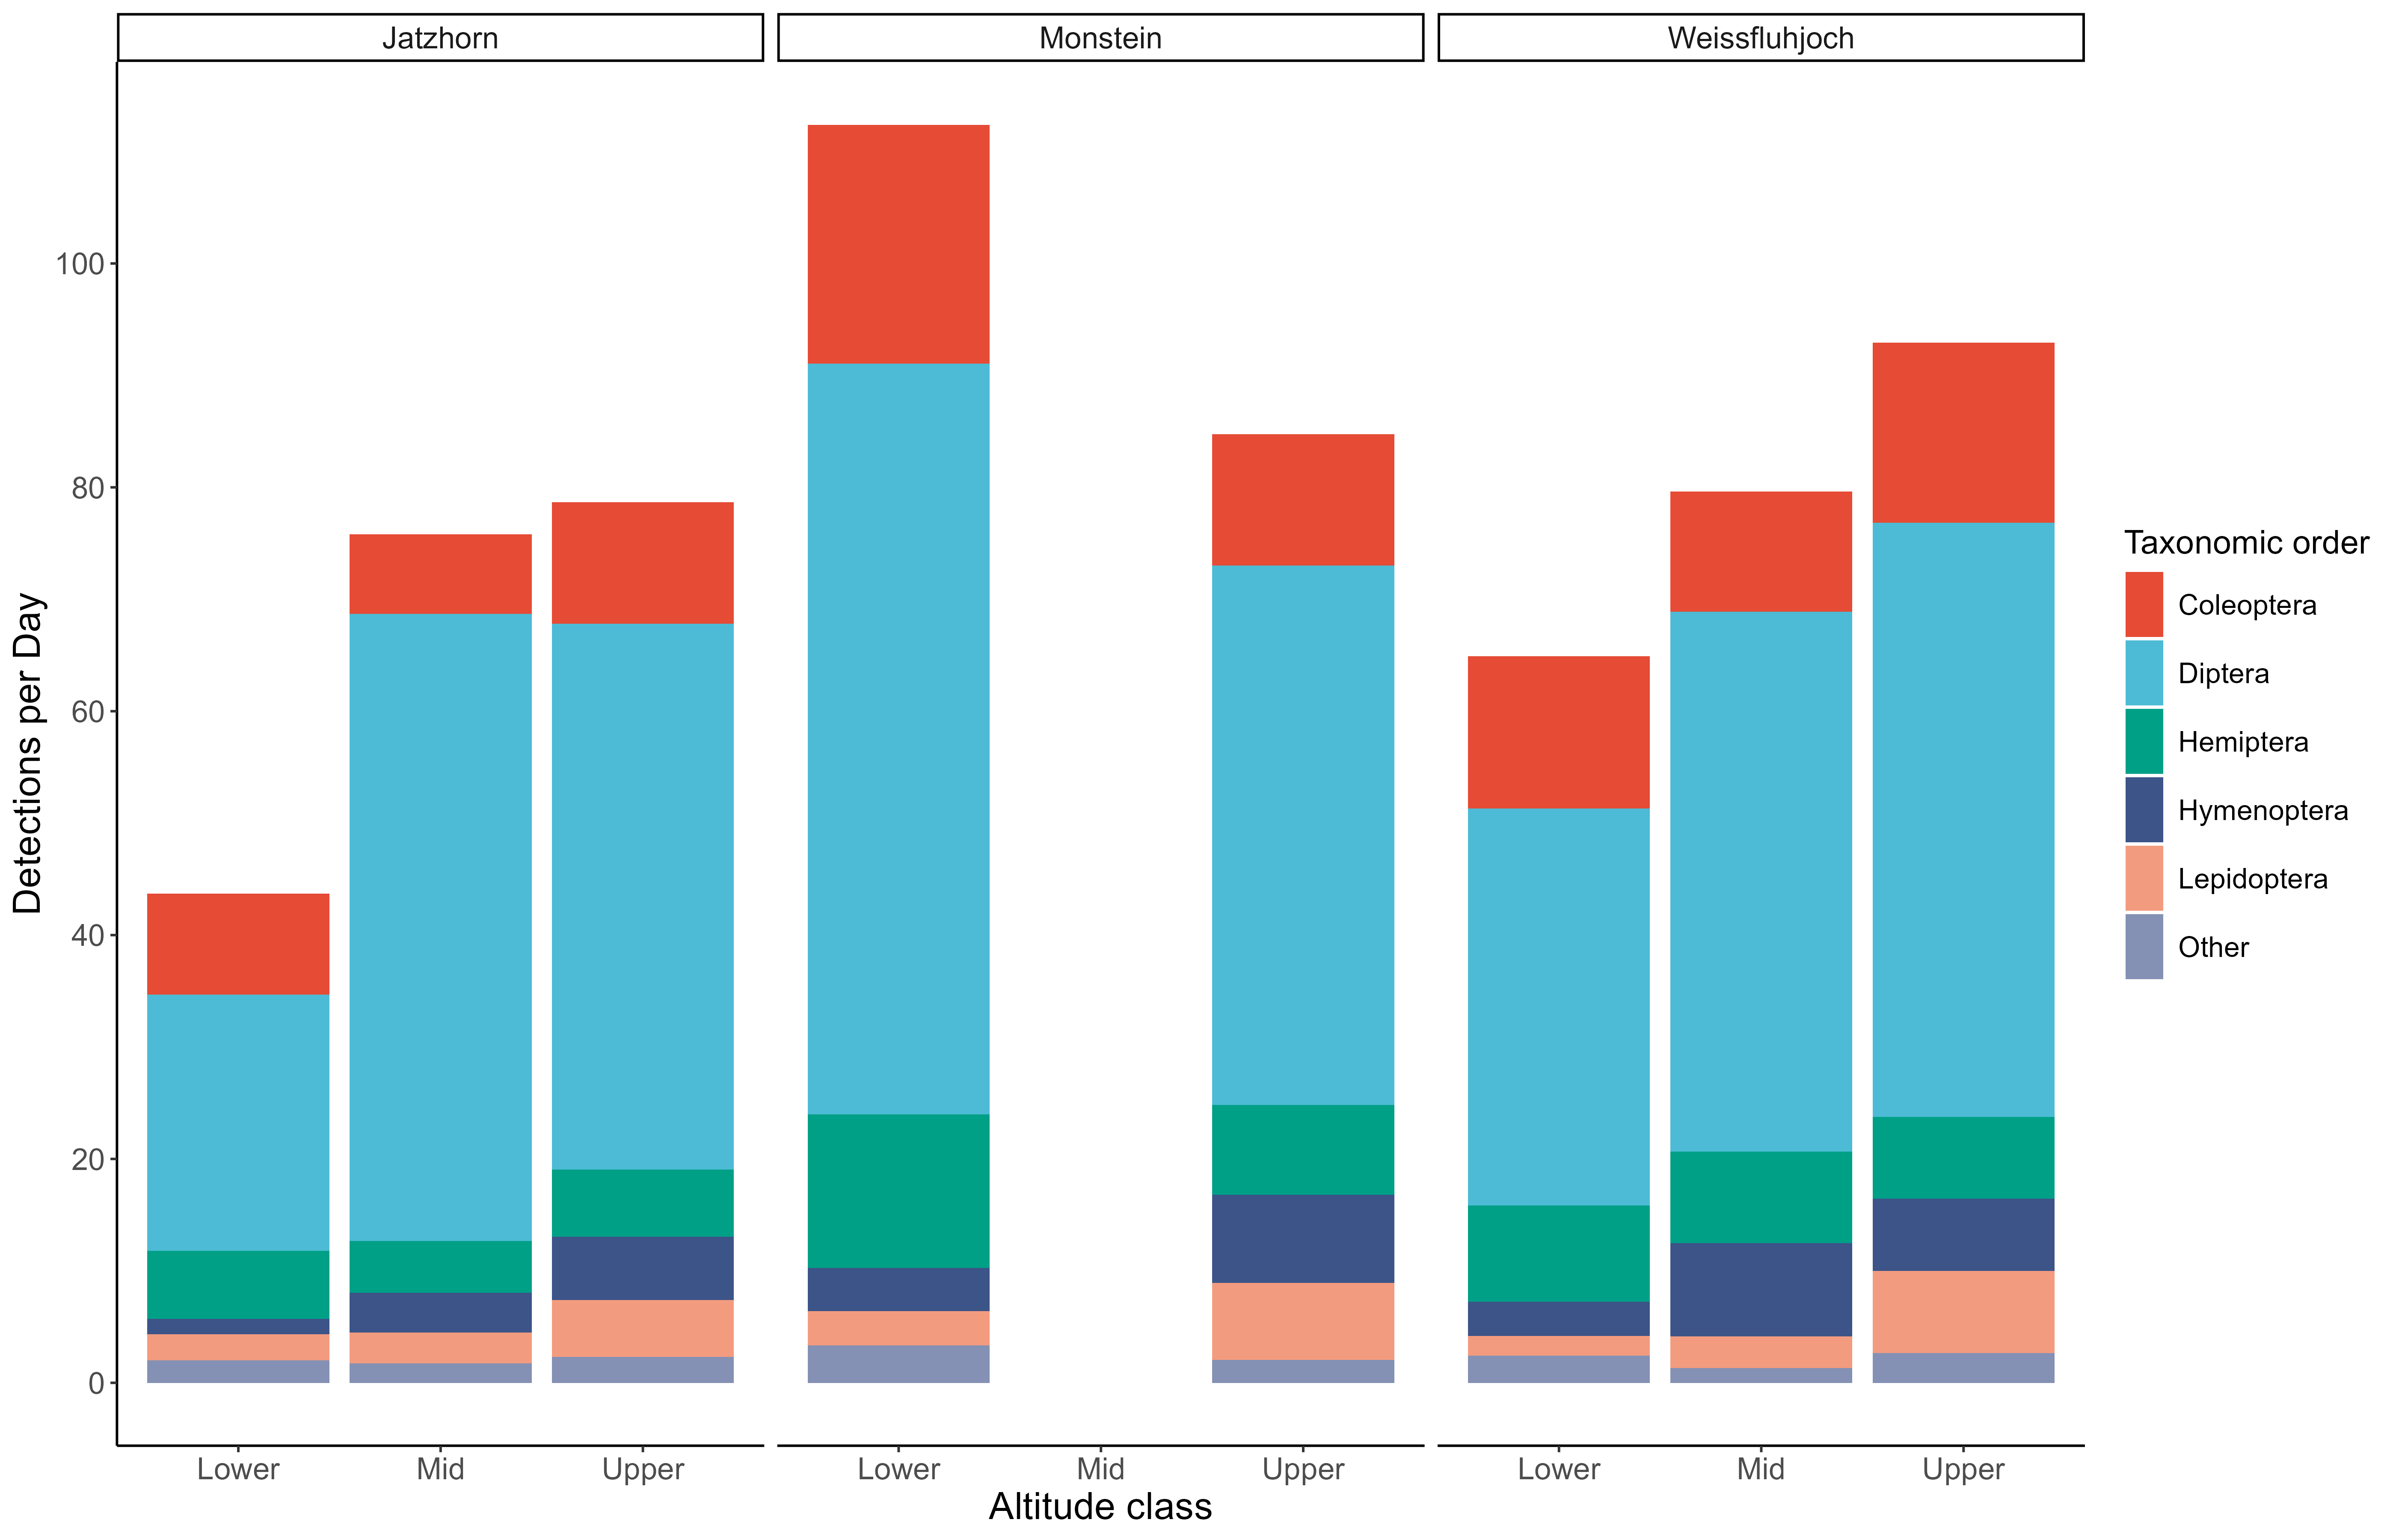 Jatzhorn
Monstein
Weissfluhjoch
Detections per Day
100
80
60
40
20
0
Lower
Mid
Upper
Lower
Mid
Upper
Lower
Mid
Upper
Altitude class
Taxonomic order
Coleoptera
Diptera
Hemiptera
Hymenoptera
Lepidoptera
Other